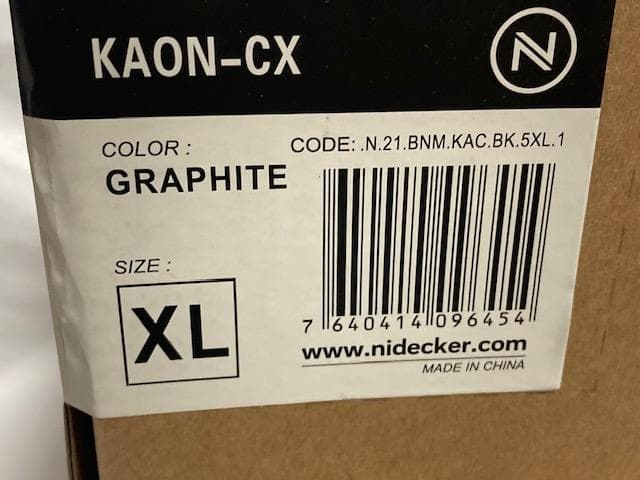 KAON-CX
N
COLOR :
GRAPHITE
CODE: .N.21.BNM.KAC.BK.5XL.1
SIZE :
XL
7 640414 096454
www.nidecker.com
MADE IN CHINA